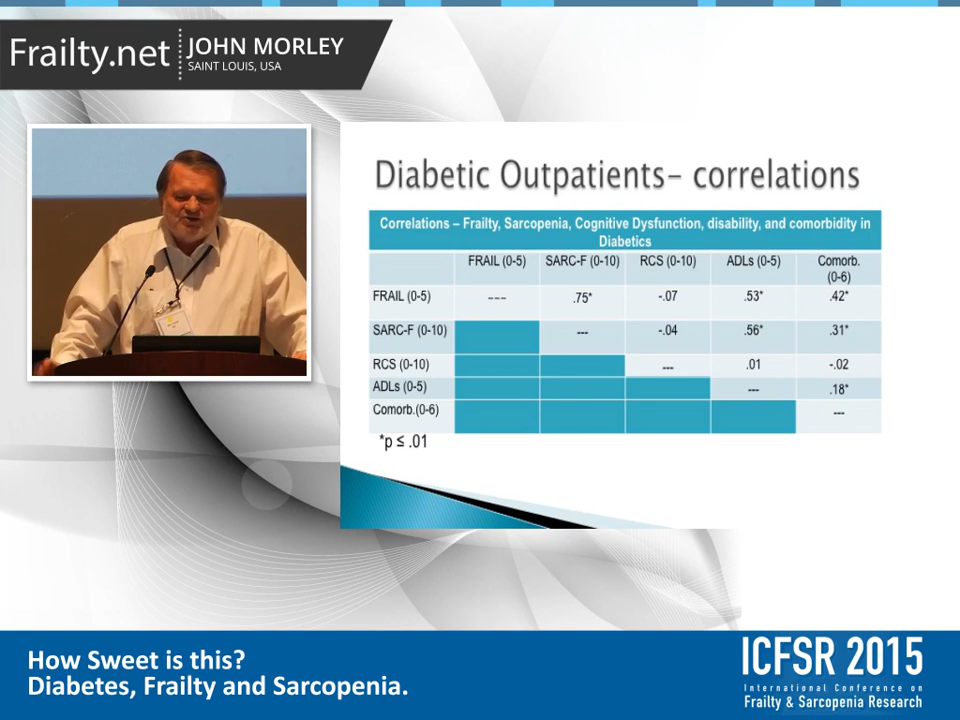 Frailty.net
JOHN MORLEY
SAINT LOUIS, USA
Diabetic Outpatients– correlations
Correlations – Frailty, Sarcopenia, Cognitive Dysfunction, disability, and comorbidity in
Diabetics
FRAIL (0-5) SARC-F (0-10) RCS (0-10) ADLs (0-5) Comorb.
(0-6)
FRAIL (0-5) --- .75* -.07 .53* .42*
SARC-F (0-10) --- -.04 .56* .31*
RCS (0-10) --- .01 -.02
ADLs (0-5) --- .18*
Comorb.(0-6) ---
*p ≤ .01
How Sweet is this?
Diabetes, Frailty and Sarcopenia.
ICFSR 2015
International Conference on
Frailty & Sarcopenia Research